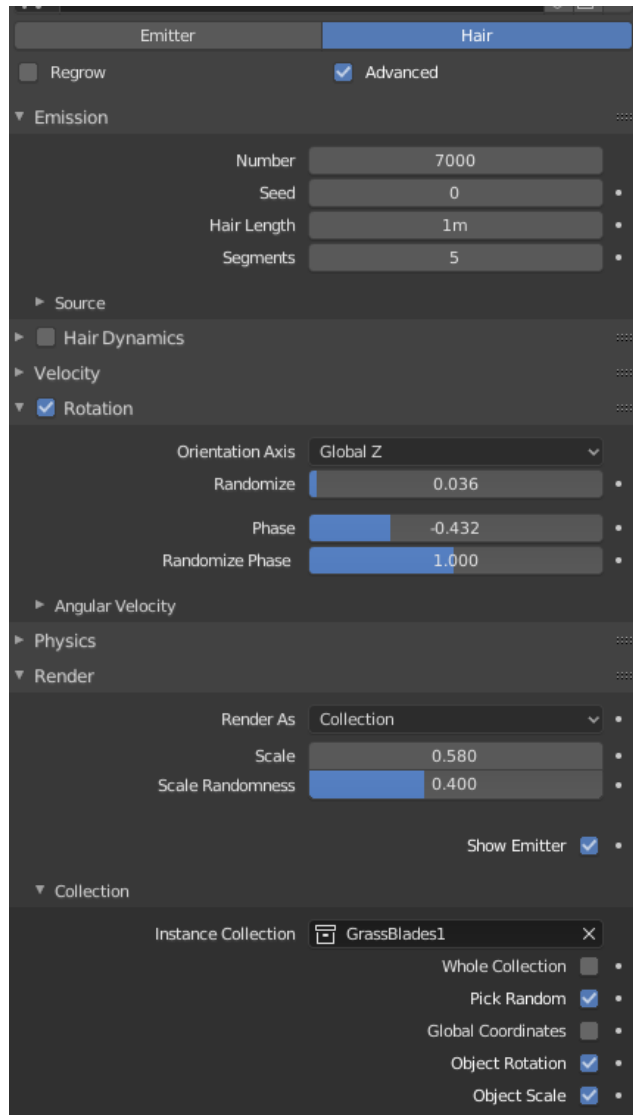 Emitter Hair
Regrow Advanced
Emission
Number 7000
Seed 0
Hair Length 1m
Segments 5
Source
Hair Dynamics
Velocity
Rotation
Orientation Axis Global Z
Randomize 0.036
Phase -0.432
Randomize Phase 1.000
Angular Velocity
Physics
Render
Render As Collection
Scale 0.580
Scale Randomness 0.400
Show Emitter
Collection
Instance Collection GrassBlades1
Whole Collection
Pick Random
Global Coordinates
Object Rotation
Object Scale